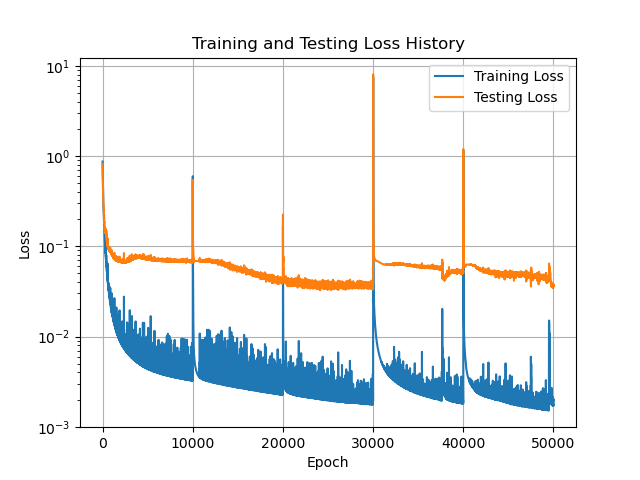 Training and Testing Loss History
Training Loss
Testing Loss
Loss
10¹
10⁰
10⁻¹
10⁻²
10⁻³
0 10000 20000 30000 40000 50000
Epoch